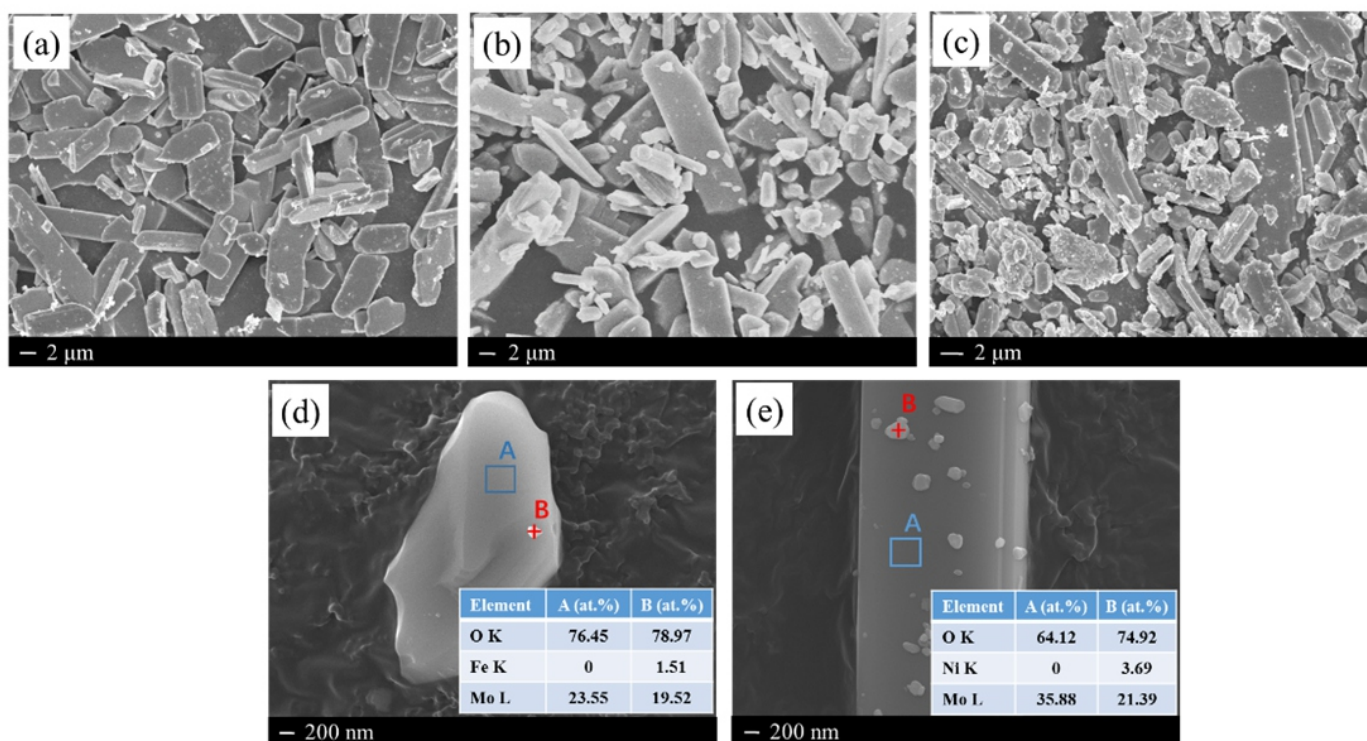 (a)
(b)
(c)
2 μm
2 μm
2 μm
(d)
A
B
Element A (at.%) B (at.%)
O K 76.45 78.97
Fe K 0 1.51
Mo L 23.55 19.52
200 nm
(e)
B
A
Element A (at.%) B (at.%)
O K 64.12 74.92
Ni K 0 3.69
Mo L 35.88 21.39
200 nm